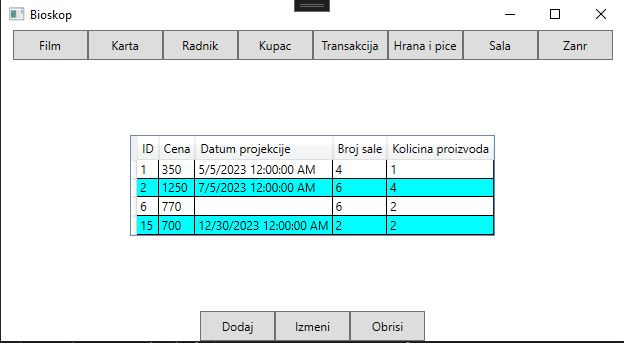 Bioskop
Film Karta Radnik Kupac Transakcija Hrana i pice Sala Zanr
ID Cena Datum projekcije Broj sale Kolicina proizvoda
1 350 5/5/2023 12:00:00 AM 4 1
2 1250 7/5/2023 12:00:00 AM 6 4
6 770 6 2
15 700 12/30/2023 12:00:00 AM 2 2
Dodaj Izmeni Obrisi